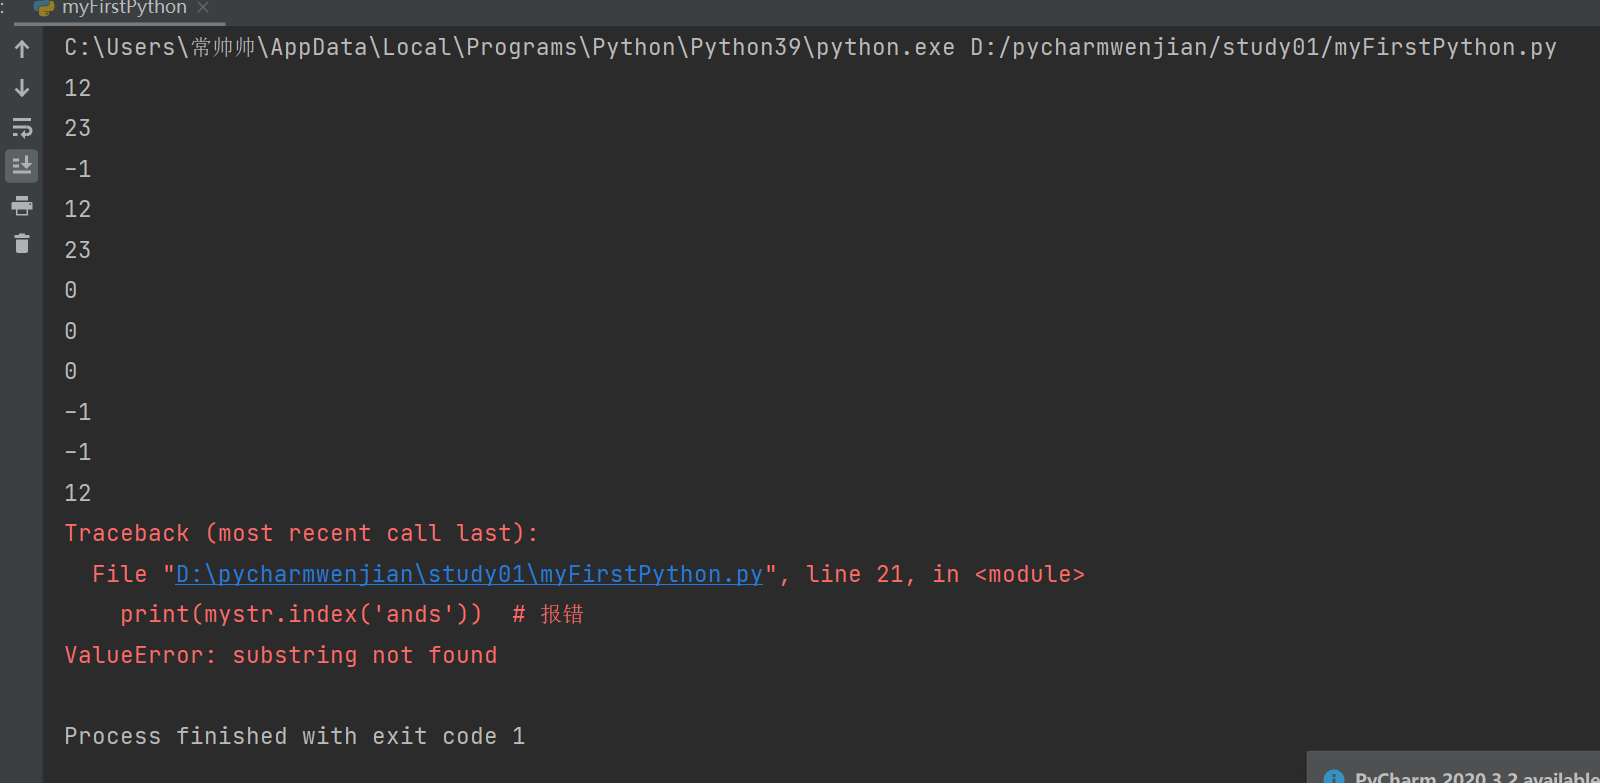 myFirstPython
C:\Users\常帅帅\AppData\Local\Programs\Python\Python39\python.exe D:/pycharmwenjian/study01/myFirstPython.py
12
23
-1
12
23
0
0
0
-1
-1
12
Traceback (most recent call last):
  File "D:\pycharmwenjian\study01\myFirstPython.py", line 21, in <module>
    print(mystr.index('ands'))  # 报错
ValueError: substring not found
Process finished with exit code 1
PyCharm 2020.3.2 available